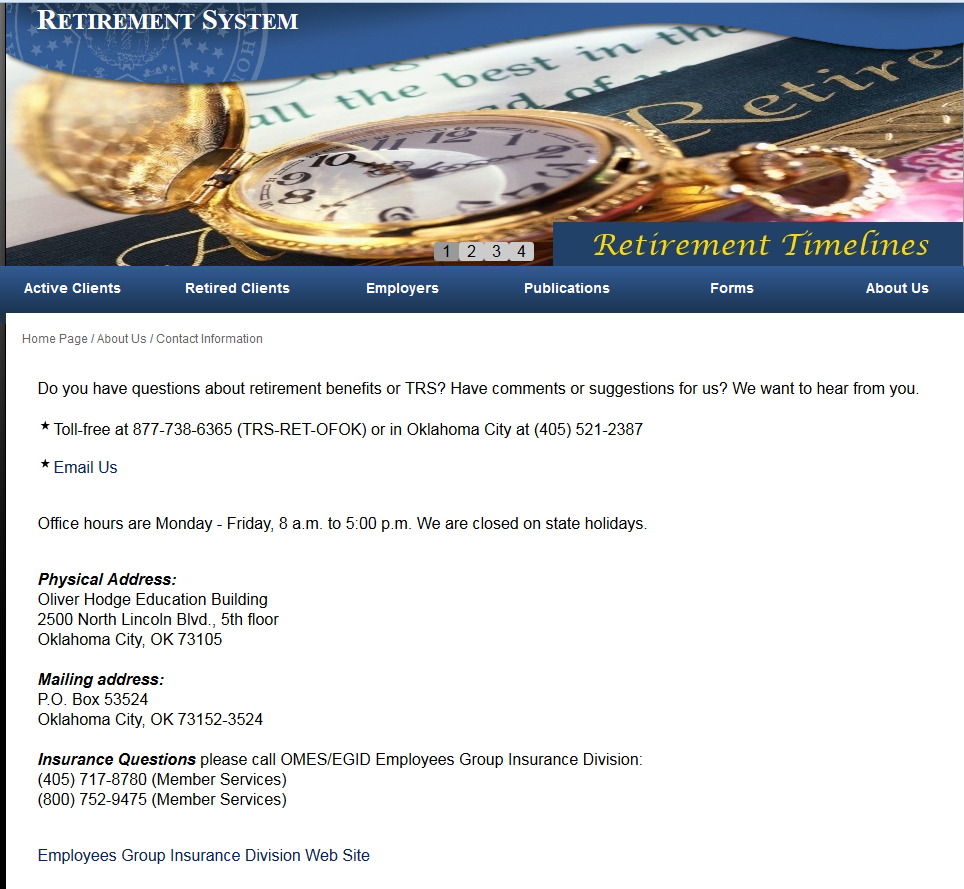 RETIREMENT SYSTEM
all the best in the
Retire
10
11
12
1
9
8
1 2 3 4
Retirement Timelines
Active Clients Retired Clients Employers Publications Forms About Us
Home Page / About Us / Contact Information
Do you have questions about retirement benefits or TRS? Have comments or suggestions for us? We want to hear from you.
★ Toll-free at 877-738-6365 (TRS-RET-OFOK) or in Oklahoma City at (405) 521-2387
★ Email Us
Office hours are Monday - Friday, 8 a.m. to 5:00 p.m. We are closed on state holidays.
Physical Address:
Oliver Hodge Education Building
2500 North Lincoln Blvd., 5th floor
Oklahoma City, OK 73105
Mailing address:
P.O. Box 53524
Oklahoma City, OK 73152-3524
Insurance Questions please call OMES/EGID Employees Group Insurance Division:
(405) 717-8780 (Member Services)
(800) 752-9475 (Member Services)
Employees Group Insurance Division Web Site